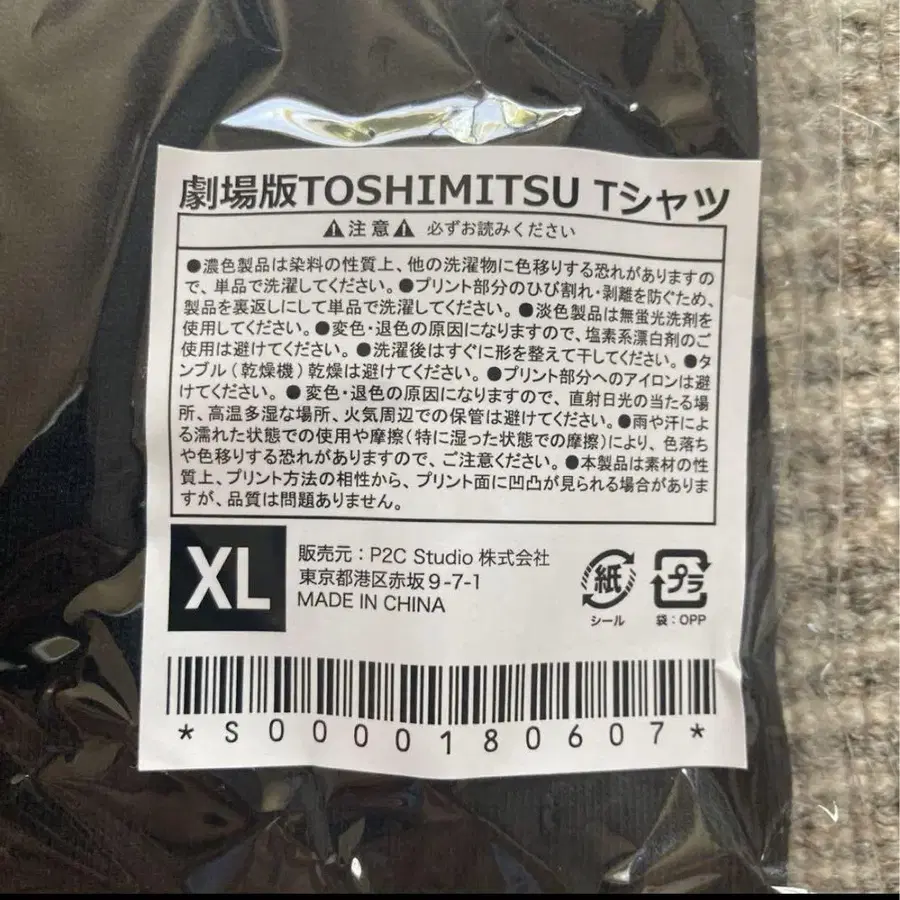 劇場版TOSHIMITSU Tシャツ
⚠注意⚠ 必ずお読みください
●濃色製品は染料の性質上、他の洗濯物に色移りする恐れがありますの
で、単品で洗濯してください。●プリント部分のひび割れ・剥離を防ぐため、
製品を裏返しにして単品で洗濯してください。●淡色製品は無蛍光洗剤を
使用してください。●変色・退色の原因になりますので、塩素系漂白剤のご
使用は避けてください。●洗濯後はすぐに形を整えて干してください。●タ
ンブル(乾燥機)乾燥は避けてください。●プリント部分へのアイロンは避
けてください。●変色・退色の原因になりますので、直射日光の当たる場
所、高温多湿な場所、火気周辺での保管は避けてください。●雨や汗によ
る濡れた状態での使用や摩擦(特に湿った状態での摩擦)により、色落ち
や色移りする恐れがありますので、ご注意ください。●本製品は素材の性
質上、プリント方法の相性から、プリント面に凹凸が見られる場合がありま
すが、品質は問題ありません。
XL
販売元：P2C Studio 株式会社
東京都港区赤坂9-7-1
MADE IN CHINA
紙
シール
プラ
袋：OPP
*S0000180607*